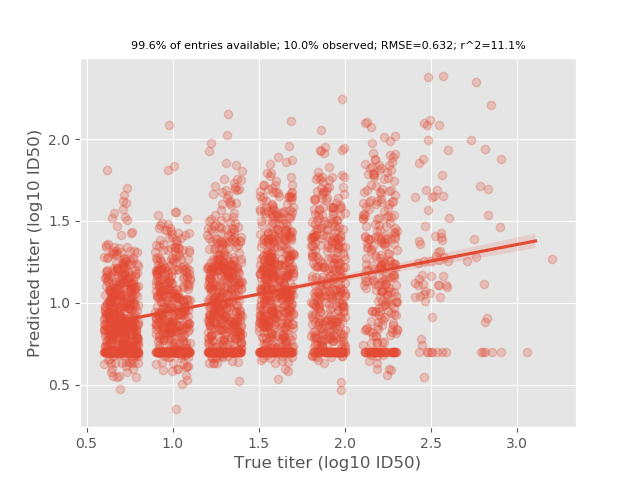 99.6% of entries available; 10.0% observed; RMSE=0.632; r^2=11.1%
Predicted titer (log10 ID50)
2.0
1.5
1.0
0.5
0.5 1.0 1.5 2.0 2.5 3.0
True titer (log10 ID50)